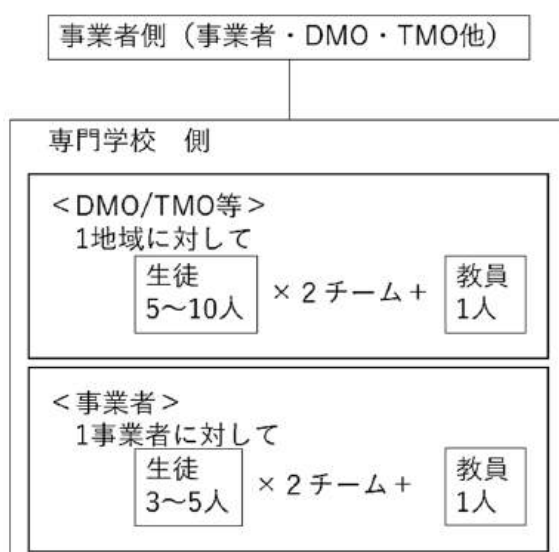 事業者側（事業者・DMO・TMO他）
専門学校　側
＜DMO/TMO等＞
1地域に対して
生徒
5～10人
×２チーム＋
教員
1人
＜事業者＞
1事業者に対して
生徒
3～5人
×２チーム＋
教員
1人